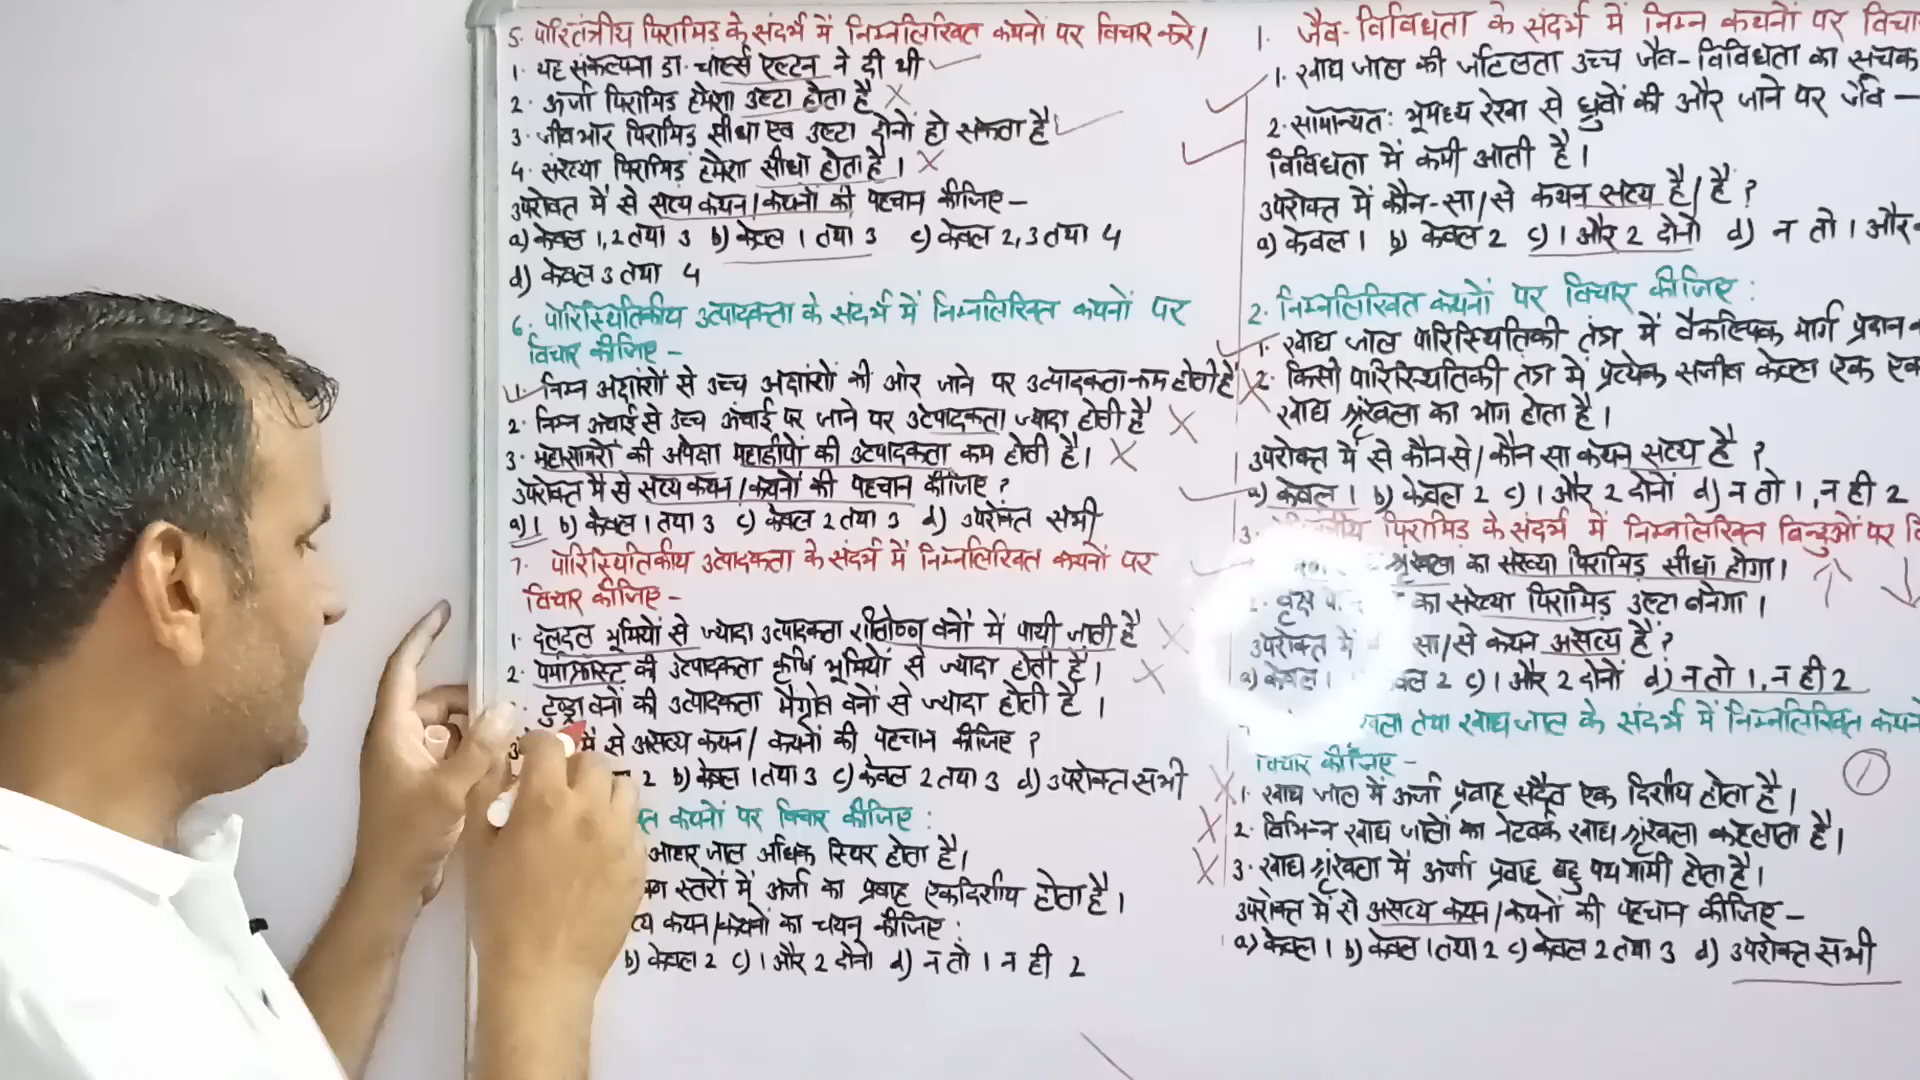 5. पारितंत्रीय पिरामिड के संदर्भ में निम्नलिखित कथनों पर विचार करे।
1. यह संकल्पना डा. चार्ल्स एल्टन ने दी थी
2. ऊर्जा पिरामिड हमेशा उल्टा होता है
3. जीवभार पिरामिड सीधा एवं उल्टा दोनों हो सकता है
4. संख्या पिरामिड हमेशा सीधा होता है।
उपरोक्त में से सत्य कथन/कथनों की पहचान कीजिए-
a) केवल 1,2 तथा 3 b) केवल 1 तथा 3 c) केवल 2,3 तथा 4
d) केवल 3 तथा 4
6. पारिस्थितिकीय उत्पादकता के संदर्भ में निम्नलिखित कथनों पर
विचार कीजिए-
1. निम्न अक्षांशों से उच्च अक्षांशों की ओर जाने पर उत्पादकता कम होती है
2. निम्न ऊंचाई से उच्च ऊंचाई पर जाने पर उत्पादकता ज्यादा होती है
3. महासागरों की अपेक्षा महाद्वीपों की उत्पादकता कम होती है।
उपरोक्त में से सत्य कथन/कथनों की पहचान कीजिए?
a) 1 b) केवल 1 तथा 3 c) केवल 2 तथा 3 d) उपरोक्त सभी
7. पारिस्थितिकीय उत्पादकता के संदर्भ में निम्नलिखित कथनों पर
विचार कीजिए-
1. दलदल भूमियों से ज्यादा उत्पादकता शीतोष्ण वनों में पायी जाती है
2. पर्माफ्रॉस्ट की उत्पादकता कृषि भूमियों से ज्यादा होती है।
टुण्ड्रा वनों की उत्पादकता मैंग्रोव वनों से ज्यादा होती है।
में से असत्य कथन/कथनों की पहचान कीजिए?
2 b) केवल 1 तथा 3 c) केवल 2 तथा 3 d) उपरोक्त सभी
कथनों पर विचार कीजिए:
आहार जाल अधिक स्थिर होता है।
स्तरों में ऊर्जा का प्रवाह एकदिशीय होता है।
कथन/कथनों का चयन कीजिए:
b) केवल 2 c) 1 और 2 दोनो d) न तो 1 न ही 2
1. जैव-विविधता के संदर्भ में निम्न कथनों पर विचा
1. खाद्य जाल की जटिलता उच्च जैव-विविधता का सूचक
2. सामान्यतः भूमध्य रेखा से ध्रुवों की और जाने पर जैव-
विविधता में कमी आती है।
उपरोक्त में कौन-सा/से कथन सत्य है/हैं?
a) केवल 1 b) केवल 2 c) 1 और 2 दोनो d) न तो 1 और
2. निम्नलिखित कथनों पर विचार कीजिए:
1. खाद्य जाल पारिस्थितिकी तंत्र में वैकल्पिक मार्ग प्रदान
2. किसी पारिस्थितिकी तंत्र में प्रत्येक सजीव केवल एक
खाद्य श्रृंखला का भाग होता है।
उपरोक्त में से कौन से/कौन सा कथन सत्य है?
a) केवल 1 b) केवल 2 c) 1 और 2 दोनों d) न तो 1, न ही 2
3. पिरामिड के संदर्भ में निम्नलिखित बिन्दुओं पर
श्रृंखला का संख्या पिरामिड सीधा होगा।
2. वृक्ष का संख्या पिरामिड उल्टा बनेगा।
उपरोक्त में सा/से कथन असत्य है?
a) केवल 2 c) 1 और 2 दोनों d) न तो 1, न ही 2
तथा खाद्य जाल के संदर्भ में निम्नलिखित
विचार कीजिए-
1
1. खाद्य जाल में ऊर्जा प्रवाह सदैव एक दिशीय होता है।
2. विभिन्न खाद्य जालों का नेटवर्क खाद्य श्रृंखला कहलाता है।
3. खाद्य श्रृंखला में ऊर्जा प्रवाह बहु पथ गामी होता है।
उपरोक्त में से असत्य कथन/कथनों की पहचान कीजिए-
a) केवल 1 b) केवल 1 तथा 2 c) केवल 2 तथा 3 d) उपरोक्त सभी